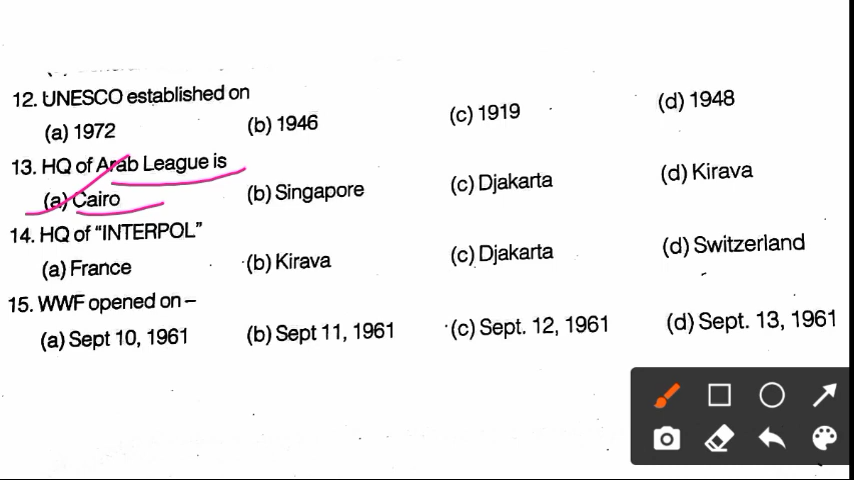 12. UNESCO established on
(a) 1972 (b) 1946 (c) 1919 (d) 1948
13. HQ of Arab League is
(a) Cairo (b) Singapore (c) Djakarta (d) Kirava
14. HQ of “INTERPOL”
(a) France (b) Kirava (c) Djakarta (d) Switzerland
15. WWF opened on –
(a) Sept 10, 1961 (b) Sept 11, 1961 (c) Sept. 12, 1961 (d) Sept. 13, 1961